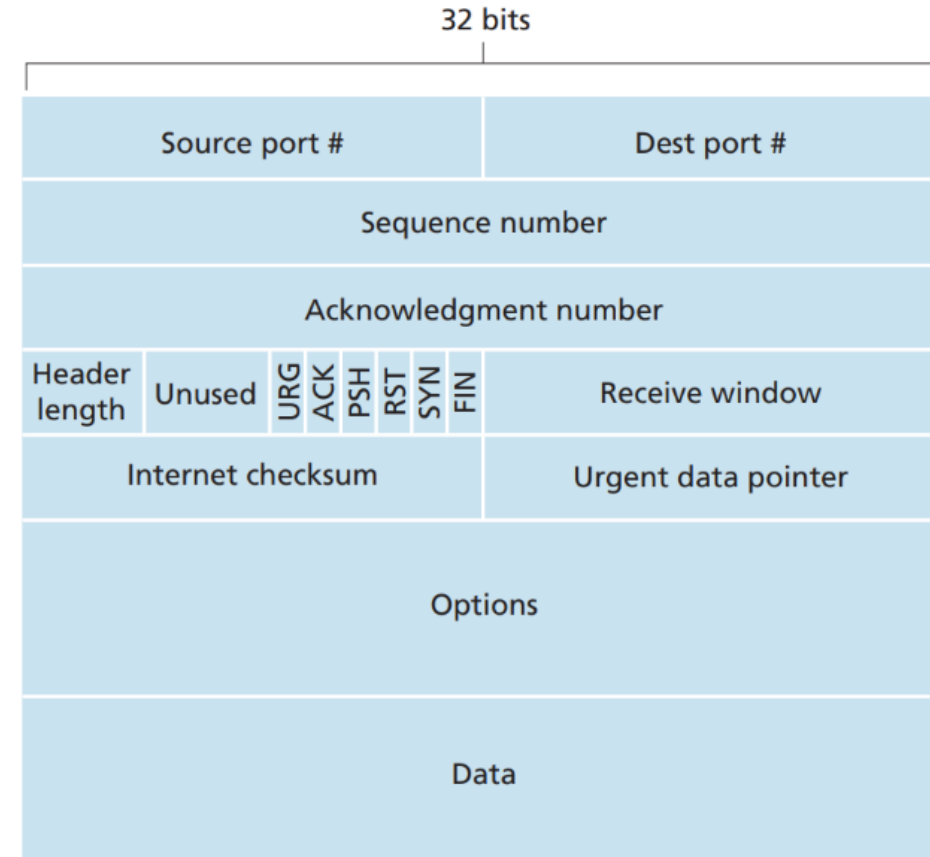 32 bits
Source port #
Dest port #
Sequence number
Acknowledgment number
Header
length
Unused
URG
ACK
PSH
RST
SYN
FIN
Receive window
Internet checksum
Urgent data pointer
Options
Data